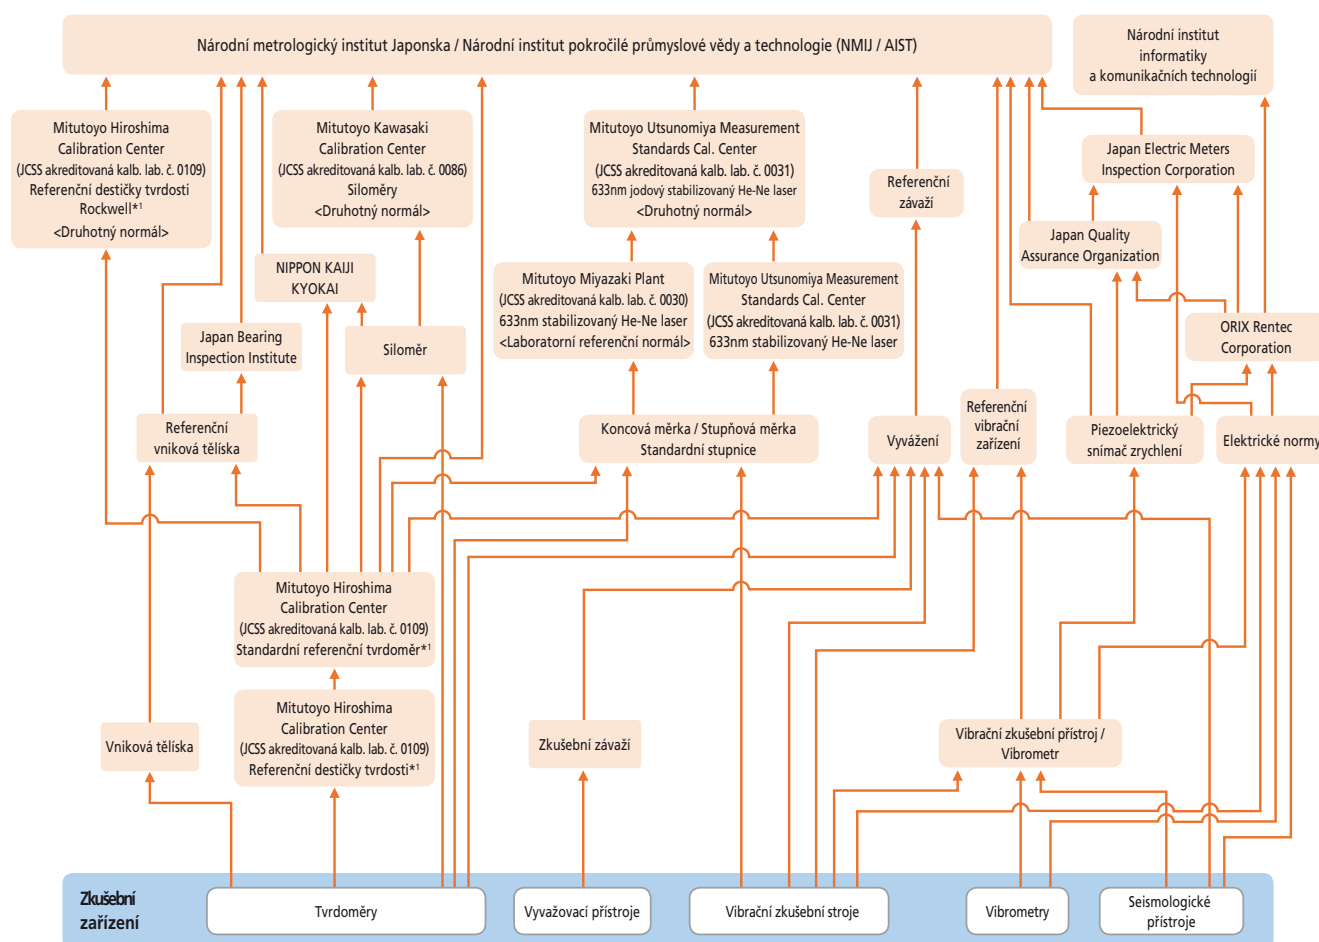 Národní metrologický institut Japonska / Národní institut pokročilé průmyslové vědy a technologie (NMIJ / AIST)
Národní institut
informatiky
a komunikačních technologií
Mitutoyo Hiroshima
Calibration Center
(JCSS akreditovaná kalb. lab. č. 0109)
Referenční destičky tvrdosti
Rockwell*1
<Druhotný normál>
Mitutoyo Kawasaki
Calibration Center
(JCSS akreditovaná kalb. lab. č. 0086)
Siloměry
<Druhotný normál>
Mitutoyo Utsunomiya Measurement
Standards Cal. Center
(JCSS akreditovaná kalb. lab. č. 0031)
633nm jodový stabilizovaný He-Ne laser
<Druhotný normál>
Referenční
závaží
Japan Electric Meters
Inspection Corporation
Japan Quality
Assurance Organization
NIPPON KAIJI
KYOKAI
Mitutoyo Miyazaki Plant
(JCSS akreditovaná kalb. lab. č. 0030)
633nm stabilizovaný He-Ne laser
<Laboratorní referenční normál>
Mitutoyo Utsunomiya Measurement
Standards Cal. Center
(JCSS akreditovaná kalb. lab. č. 0031)
633nm stabilizovaný He-Ne laser
Japan Bearing
Inspection Institute
Siloměr
ORIX Rentec
Corporation
Referenční
vniková tělíska
Koncová měrka / Stupňová měrka
Standardní stupnice
Vyvážení
Referenční
vibrační
zařízení
Piezoelektrický
snímač zrychlení
Elektrické normy
Mitutoyo Hiroshima
Calibration Center
(JCSS akreditovaná kalb. lab. č. 0109)
Standardní referenční tvrdoměr*1
Mitutoyo Hiroshima
Calibration Center
(JCSS akreditovaná kalb. lab. č. 0109)
Referenční destičky tvrdosti*1
Vniková tělíska
Zkušební závaží
Vibrační zkušební přístroj /
Vibrometr
Zkušební
zařízení
Tvrdoměry
Vyvažovací přístroje
Vibrační zkušební stroje
Vibrometry
Seismologické
přístroje